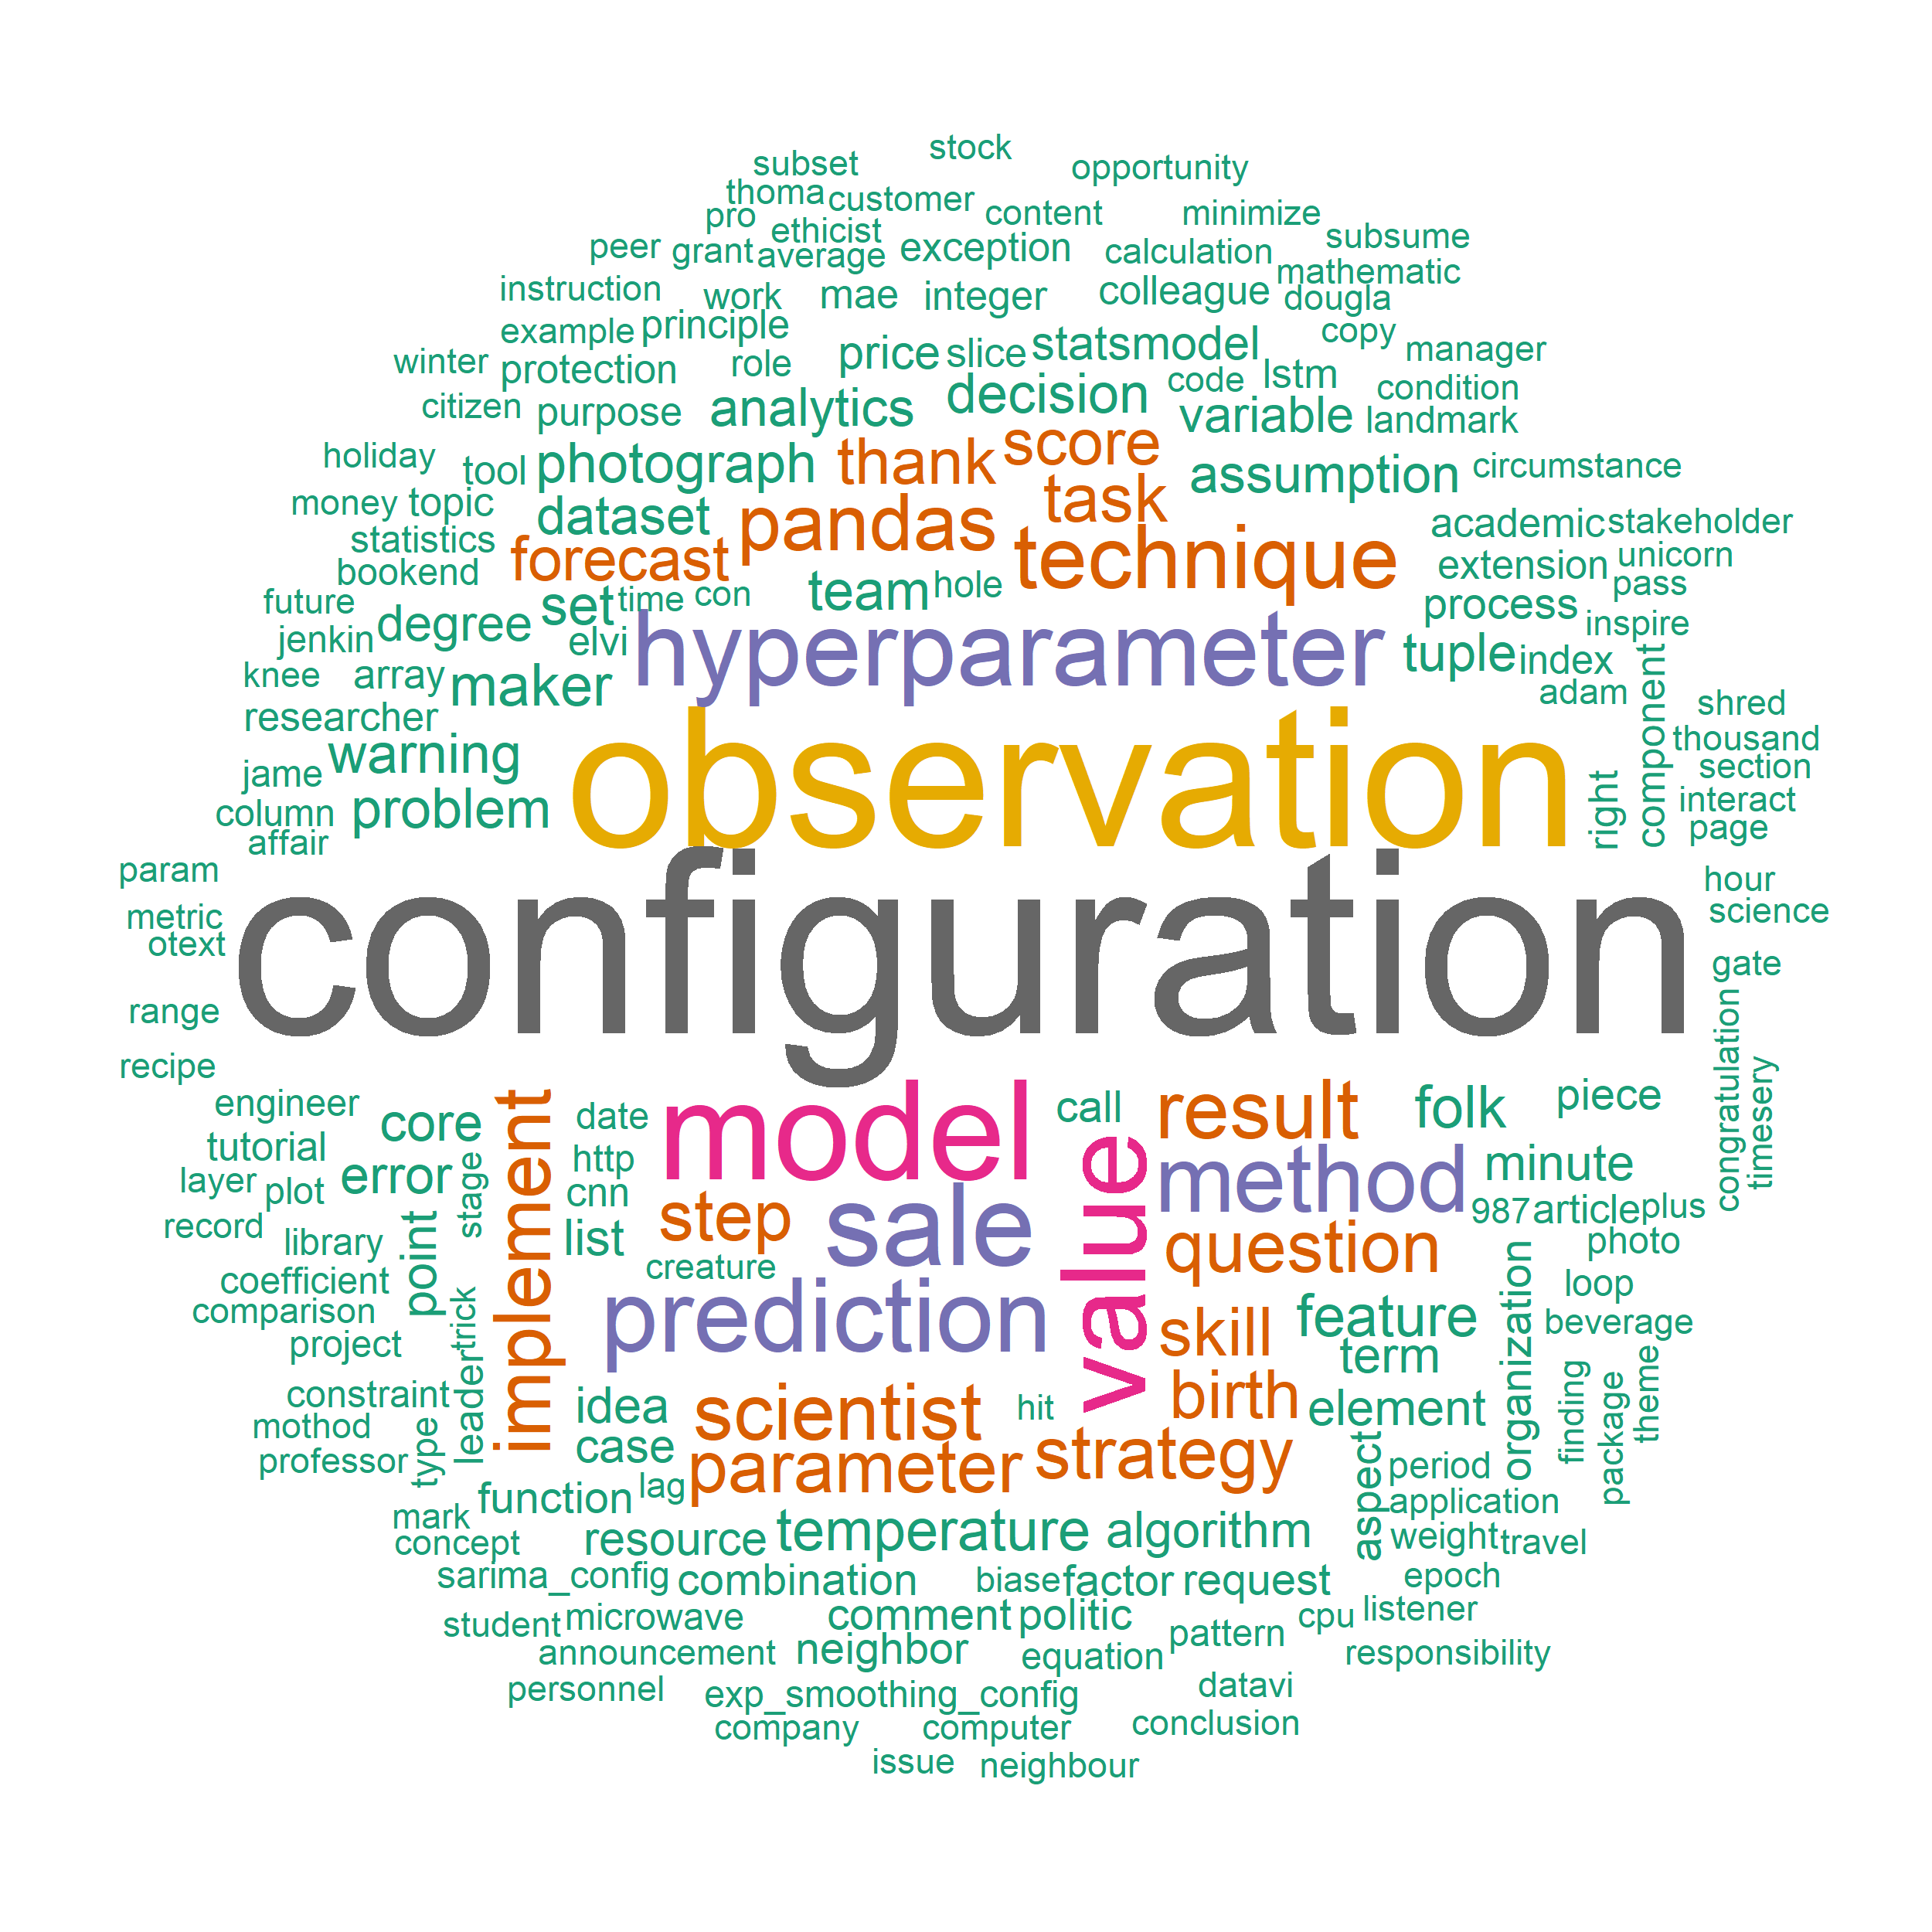 stock
subset
opportunity
thoma
customer
pro
content
minimize
ethicist
subsume
peer
grant
average
exception
calculation
mathematic
instruction
work
mae
integer
colleague
dougla
example
principle
copy
winter
protection
role
price
slice
statsmodel
manager
code
lstm
condition
citizen
purpose
analytics
decision
variable
landmark
holiday
tool
photograph
thank
score
assumption
circumstance
money
topic
dataset
pandas
task
academic
stakeholder
statistics
bookend
forecast
technique
extension
unicorn
pass
future
degree
set
time
con
team
hole
process
inspire
jenkin
elvi
hyperparameter
tuple
index
knee
array
maker
adam
component
shred
researcher
warning
observation
thousand
section
jame
right
interact
column
problem
page
affair
param
configuration
hour
metric
science
otext
gate
range
congratulation
recipe
timesery
engineer
core
implement
date
model
call
result
folk
piece
tutorial
error
stage
http
value
method
minute
layer
plot
cnn
step
sale
987
article
plus
record
library
point
list
question
photo
coefficient
creature
organization
loop
comparison
trick
prediction
skill
feature
beverage
project
term
constraint
leader
idea
scientist
hit
birth
element
finding
package
theme
mothod
type
case
parameter
strategy
professor
lag
aspect
period
function
application
mark
concept
resource
temperature
algorithm
weight
travel
sarima_config
combination
biase
factor
request
epoch
student
microwave
comment
politic
cpu
listener
announcement
neighbor
equation
pattern
responsibility
personnel
exp_smoothing_config
datavi
company
computer
conclusion
issue
neighbour